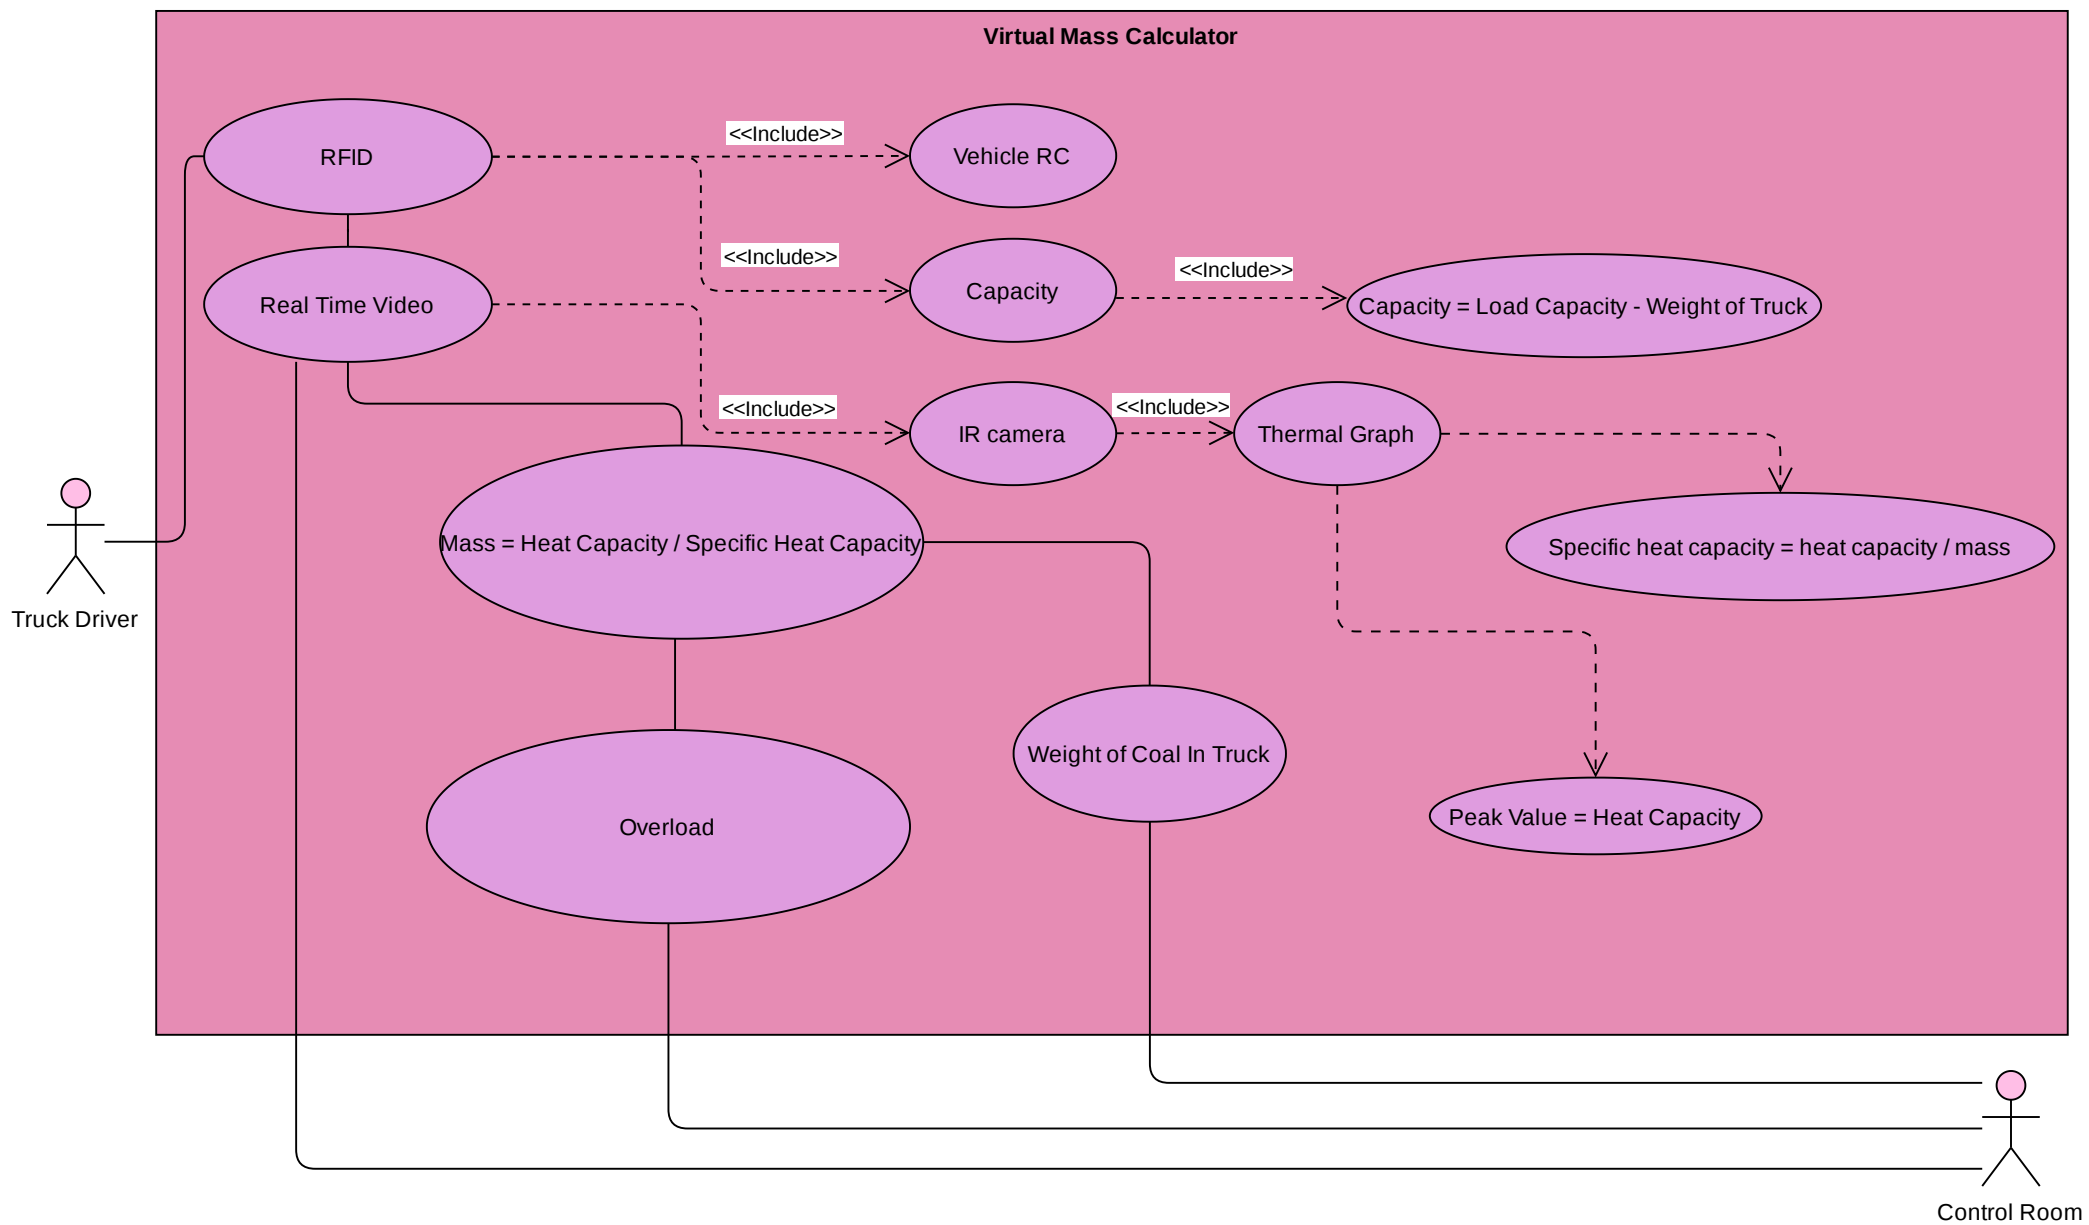 Virtual Mass Calculator
RFID
<<Include>>
Vehicle RC
Real Time Video
<<Include>>
Capacity
<<Include>>
Capacity = Load Capacity - Weight of Truck
<<Include>>
IR camera
<<Include>>
Thermal Graph
Mass = Heat Capacity / Specific Heat Capacity
Specific heat capacity = heat capacity / mass
Truck Driver
Weight of Coal In Truck
Overload
Peak Value = Heat Capacity
Control Room